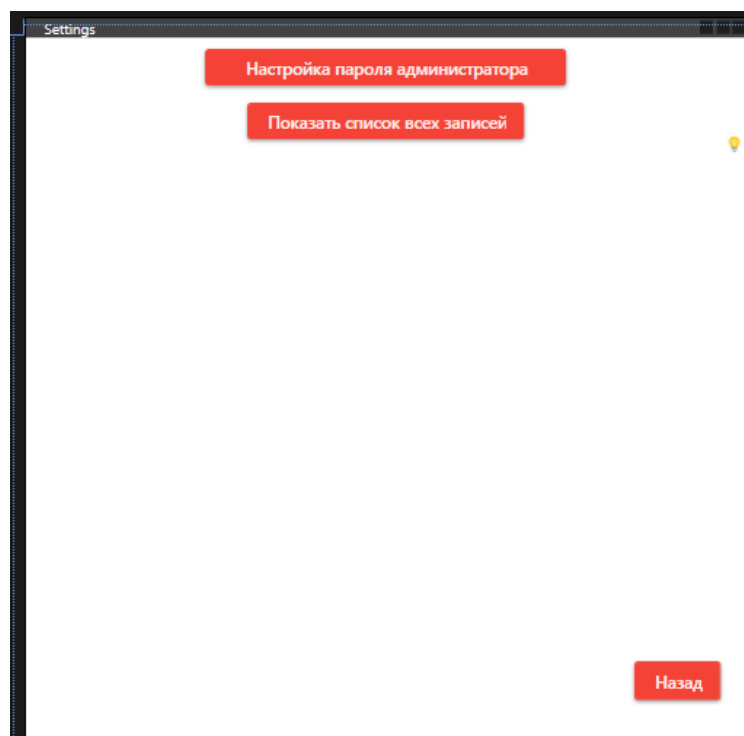 Settings
Настройка пароля администратора
Показать список всех записей
Назад